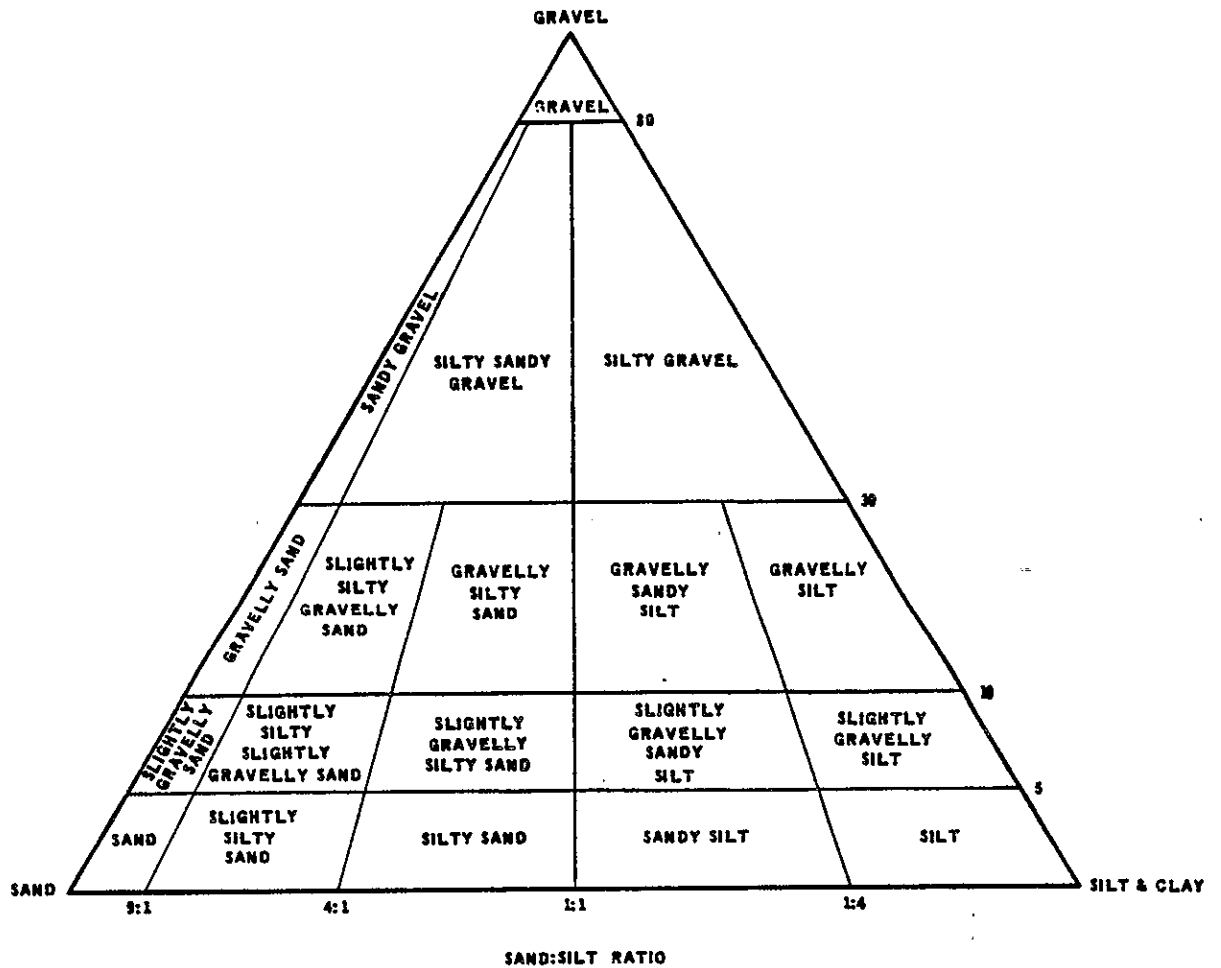 GRAVEL
GRAVEL
80
SANDY GRAVEL
SILTY SANDY
GRAVEL
SILTY GRAVEL
30
GRAVELLY SAND
SLIGHTLY
SILTY
GRAVELLY
SAND
GRAVELLY
SILTY
SAND
GRAVELLY
SANDY
SILT
GRAVELLY
SILT
10
SLIGHTLY
GRAVELLY
SAND
SLIGHTLY
SILTY
SLIGHTLY
GRAVELLY SAND
SLIGHTLY
GRAVELLY
SILTY SAND
SLIGHTLY
GRAVELLY
SANDY
SILT
SLIGHTLY
GRAVELLY
SILT
5
SAND
SLIGHTLY
SILTY
SAND
SILTY SAND
SANDY SILT
SILT
SAND
SILT & CLAY
9:1
4:1
1:1
1:4
SAND:SILT RATIO